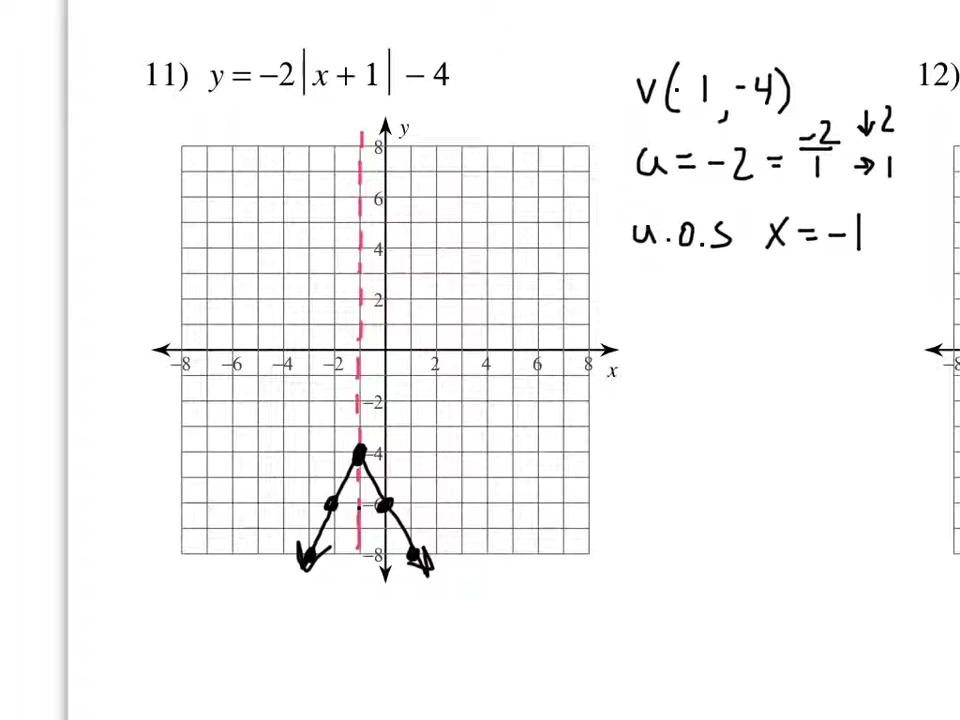 11) y = −2|x + 1| − 4
v(-1, -4)
a = -2 = -2/1 ↓2 →1
a.o.s x = -1
12)
y
8
6
4
2
−8 −6 −4 −2 2 4 6 8 x
−8
−2
−4
−6
−8